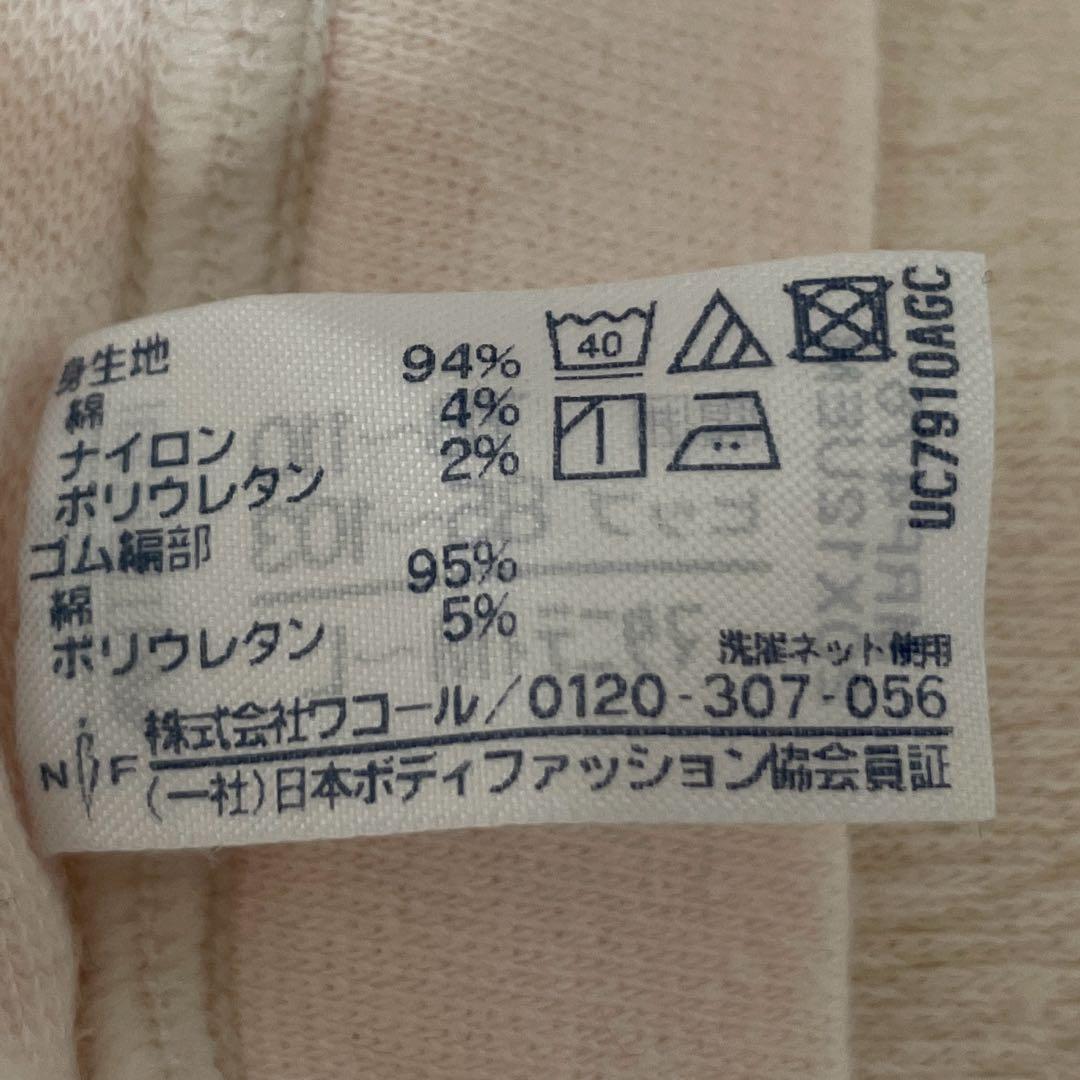 身生地
綿 94%
ナイロン 4%
ポリウレタン 2%
ゴム編部
綿 95%
ポリウレタン 5%
40
UC7910AGC
洗濯ネット使用
株式会社ワコール/0120-307-056
N B F
(一社)日本ボディファッション協会員証